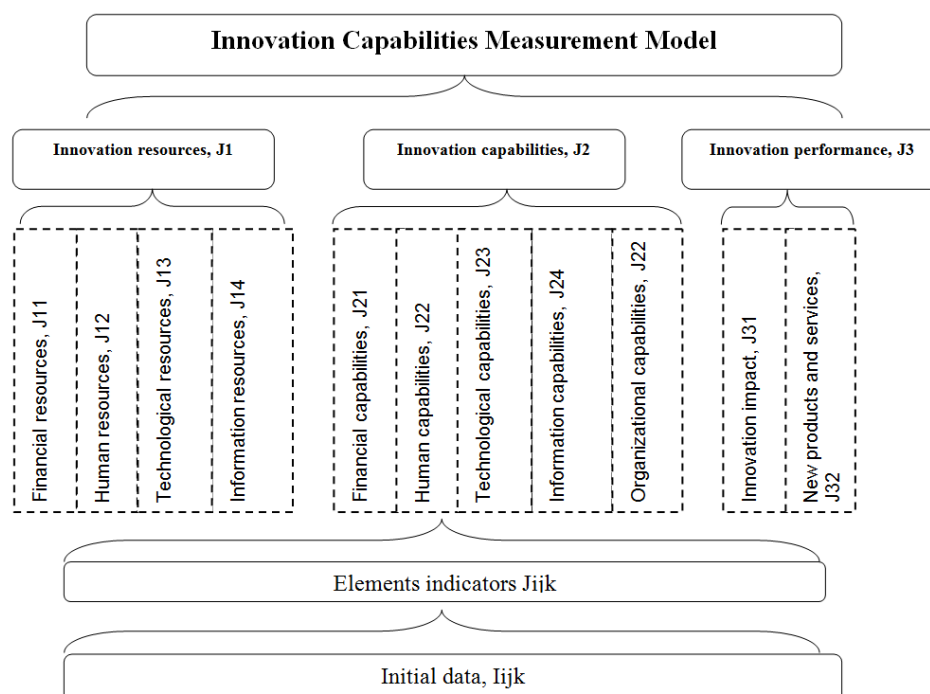 Innovation Capabilities Measurement Model
Innovation resources, J1
Innovation capabilities, J2
Innovation performance, J3
Financial resources, J11
Human resources, J12
Technological resources, J13
Information resources, J14
Financial capabilities, J21
Human capabilities, J22
Technological capabilities, J23
Information capabilities, J24
Organizational capabilities, J22
Innovation impact, J31
New products and services,
J32
Elements indicators Jijk
Initial data, Iijk